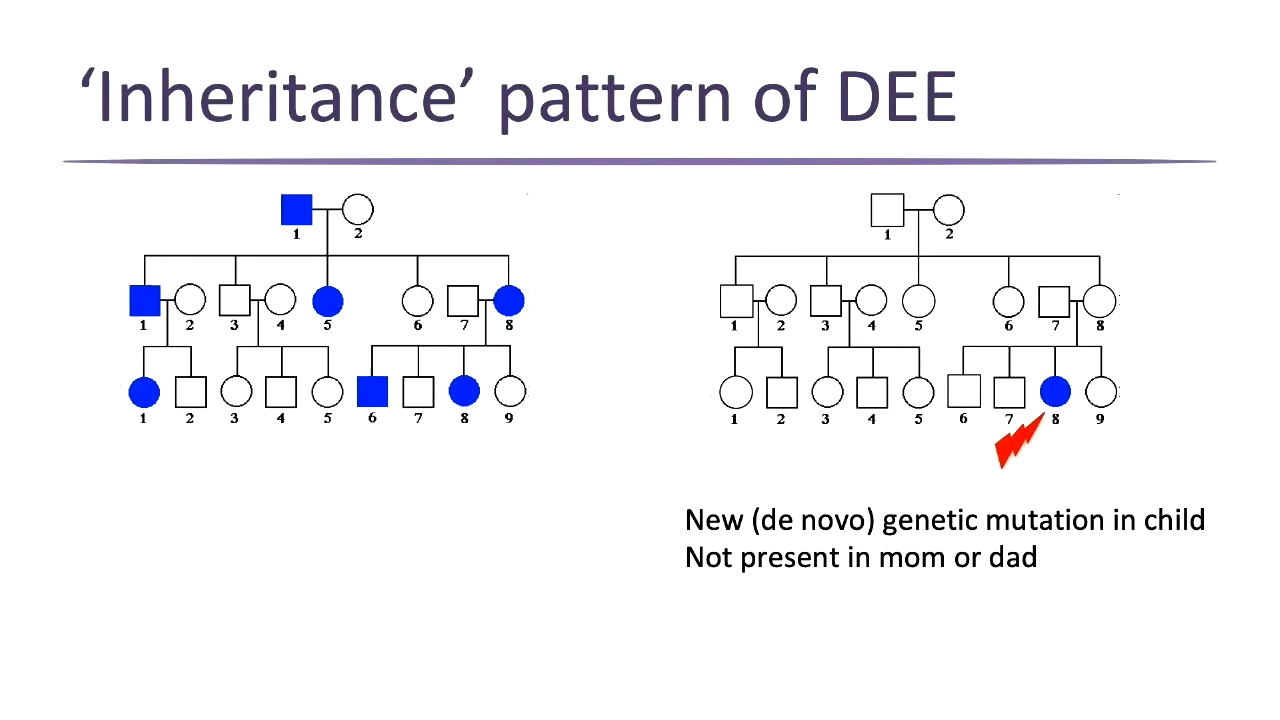 ‘Inheritance’ pattern of DEE
1 2
1 2 3 4 5 6 7 8
1 2 3 4 5 6 7 8 9
1 2
1 2 3 4 5 6 7 8
1 2 3 4 5 6 7 8 9
New (de novo) genetic mutation in child
Not present in mom or dad